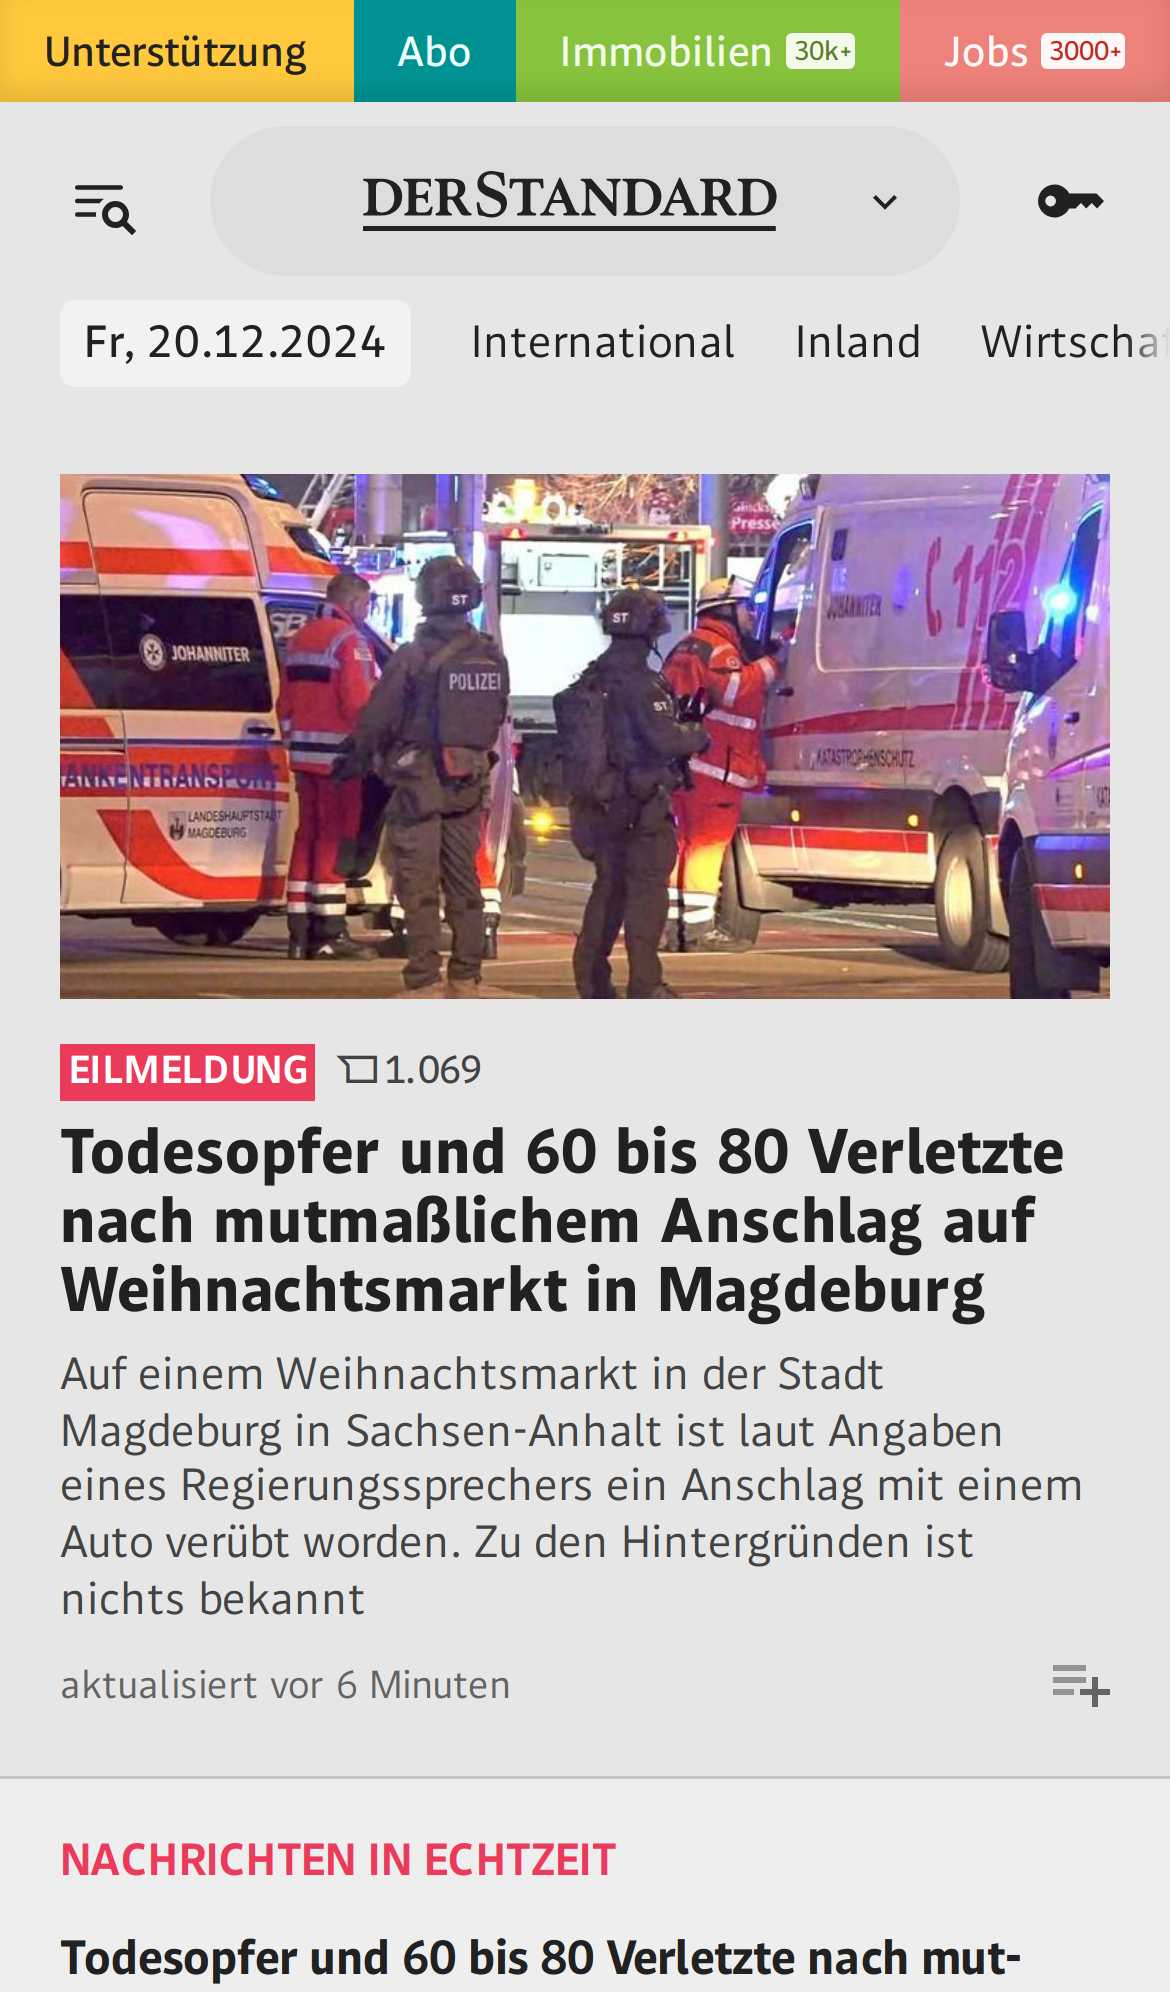 Unterstützung Abo Immobilien 30k+ Jobs 3000+
DERSTANDARD
Fr, 20.12.2024 International Inland Wirtscha
Glücks
Presse
112
ST
ST
JOHANNITER
JOHANNITER
POLIZEI
ST
KATASTROPHENSCHUTZ
ANKENTRANSPORT
LANDESHAUPTSTADT
MAGDEBURG
EILMELDUNG 1.069
Todesopfer und 60 bis 80 Verletzte
nach mutmaßlichem Anschlag auf
Weihnachtsmarkt in Magdeburg
Auf einem Weihnachtsmarkt in der Stadt
Magdeburg in Sachsen-Anhalt ist laut Angaben
eines Regierungssprechers ein Anschlag mit einem
Auto verübt worden. Zu den Hintergründen ist
nichts bekannt
aktualisiert vor 6 Minuten
NACHRICHTEN IN ECHTZEIT
Todesopfer und 60 bis 80 Verletzte nach mut-